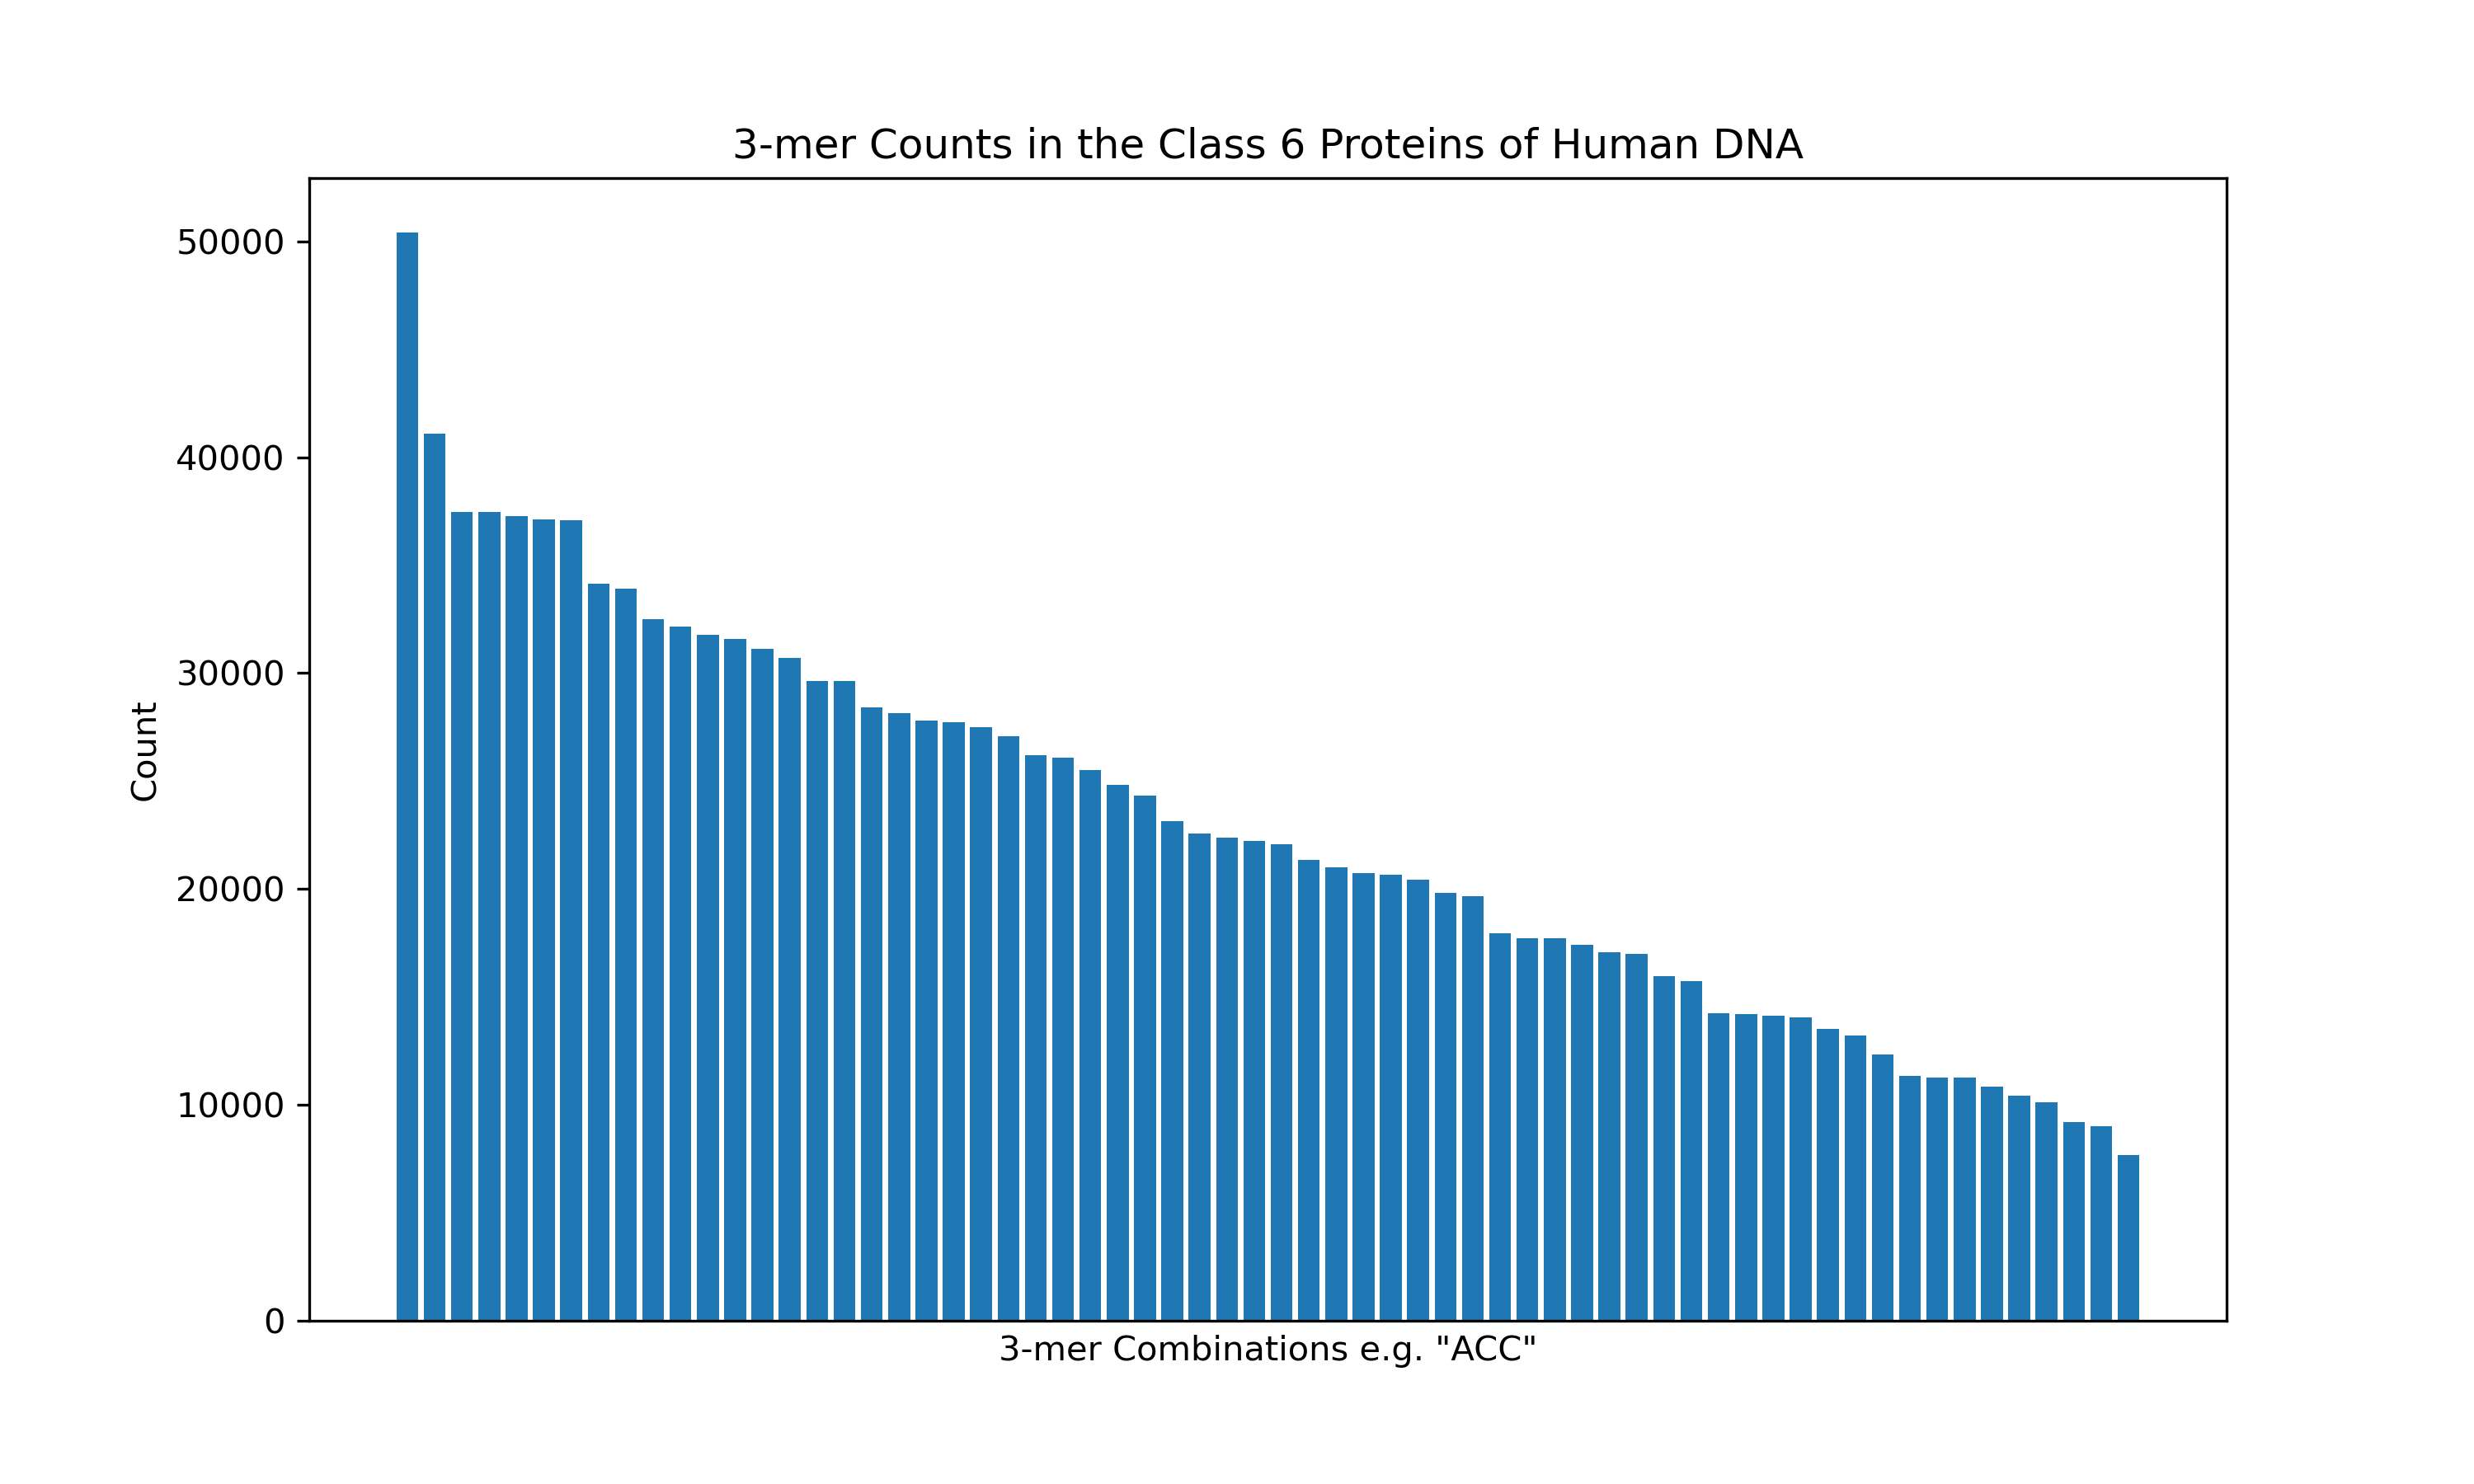 3-mer Counts in the Class 6 Proteins of Human DNA
50000
40000
30000
20000
10000
0
Count
3-mer Combinations e.g. "ACC"